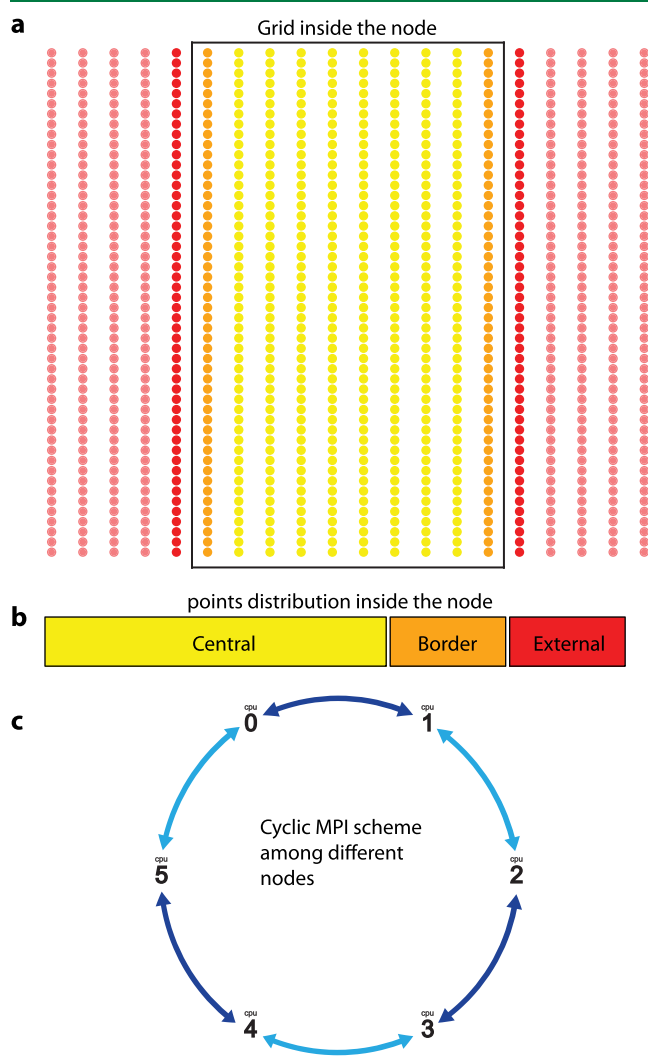 a
Grid inside the node
points distribution inside the node
b
Central
Border
External
c
cpu
0
cpu
1
Cyclic MPI scheme
among different
nodes
cpu
5
cpu
2
cpu
4
cpu
3